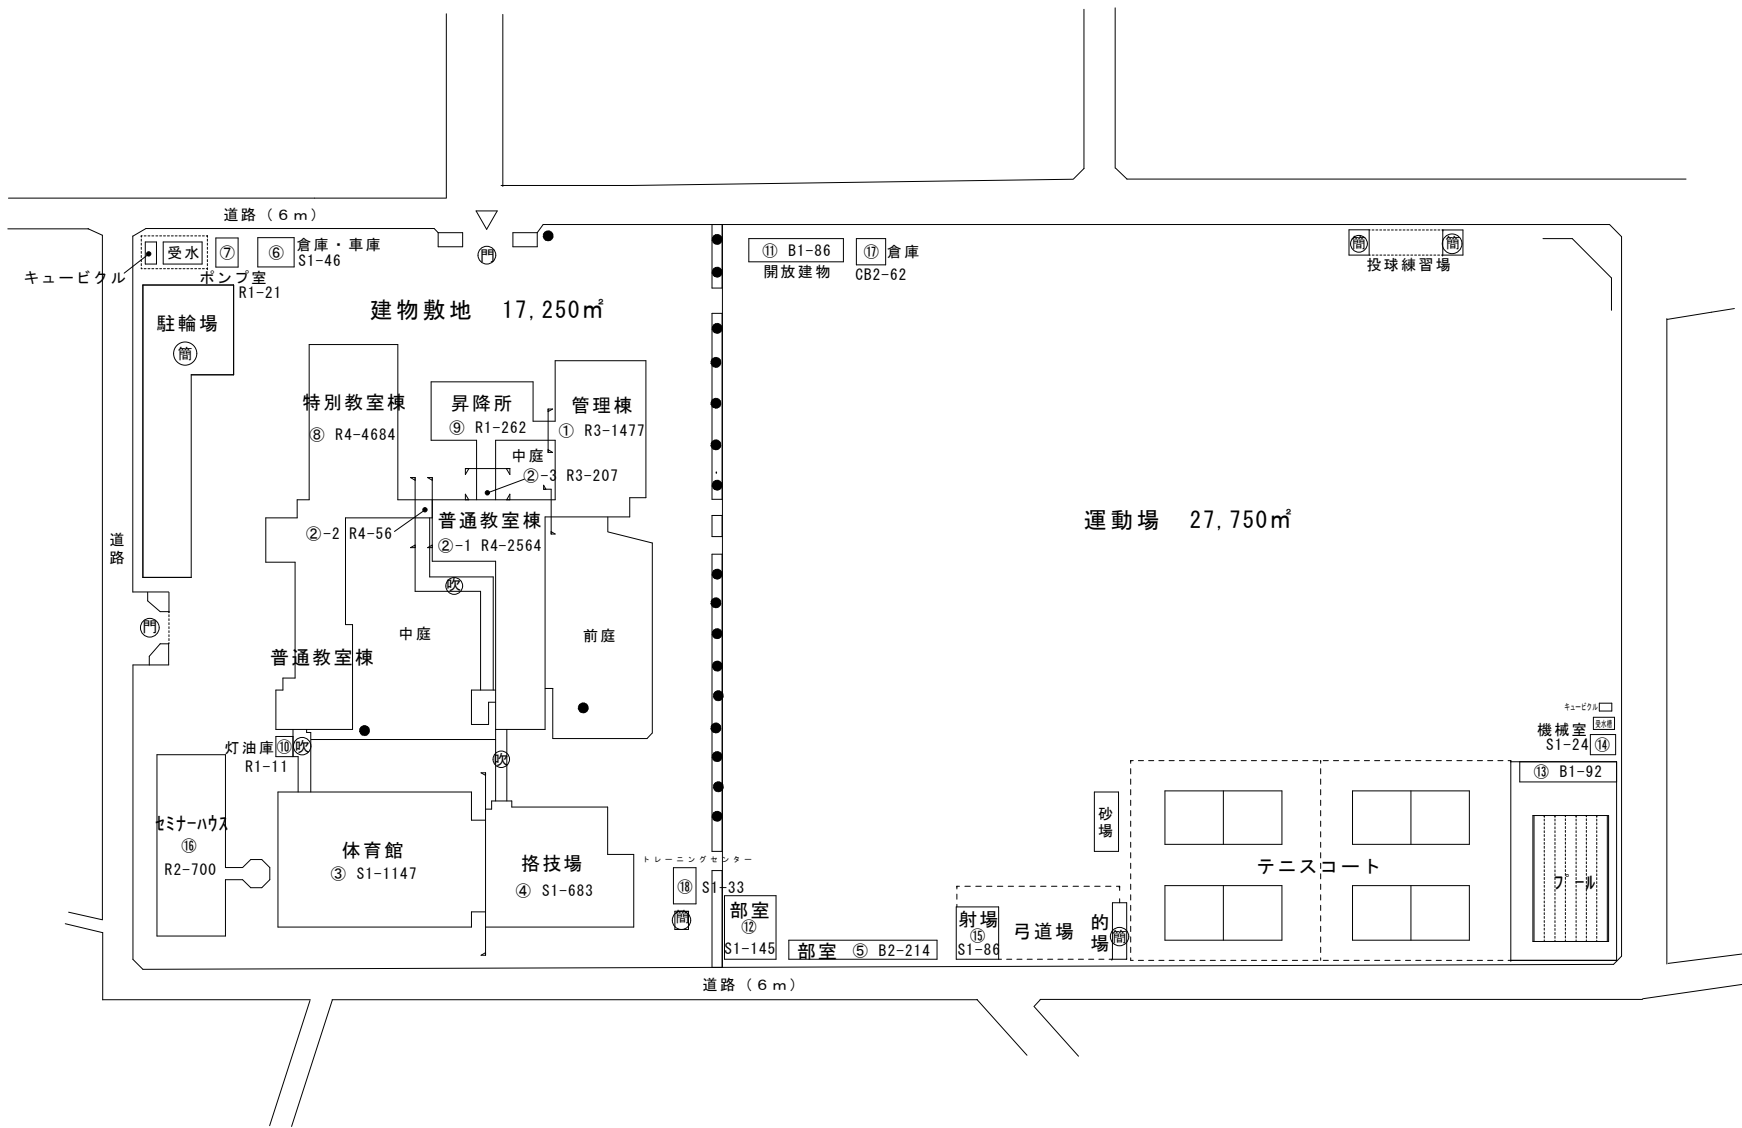 道路（６ｍ）
門
受水
⑦
⑥
倉庫・車庫
S1-46
キュービクル
ポンプ室
R1-21
⑪ B1-86
開放建物
⑰
倉庫
CB2-62
簡
簡
投球練習場
建物敷地 17,250㎡
駐輪場
簡
特別教室棟
⑧ R4-4684
昇降所
⑨ R1-262
管理棟
① R3-1477
中庭
②-3 R3-207
普通教室棟
②-1 R4-2564
②-2 R4-56
運動場 27,750㎡
道路
吹
門
中庭
前庭
普通教室棟
キュービクル
受水槽
機械室
S1-24
⑭
灯油庫
⑩
吹
R1-11
吹
⑬ B1-92
セミナーハウス
⑯
R2-700
体育館
③ S1-1147
挌技場
④ S1-683
トレーニングセンター
⑱
S1-33
簡
部室
⑫
S1-145
部室 ⑤ B2-214
射場
⑮
S1-86
弓道場
的場
簡
砂場
テニスコート
プール
道路（６ｍ）